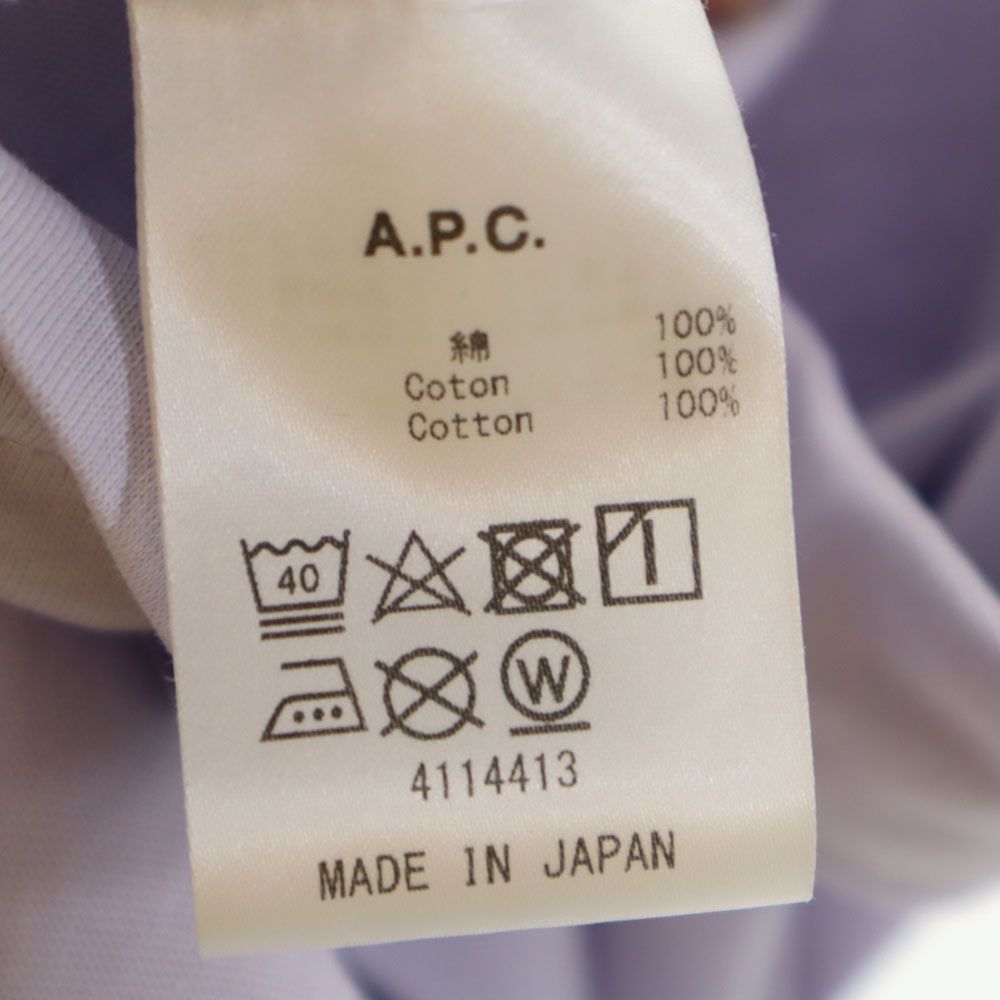 A.P.C.
綿 100%
Coton 100%
Cotton 100%
40
W
4114413
MADE IN JAPAN